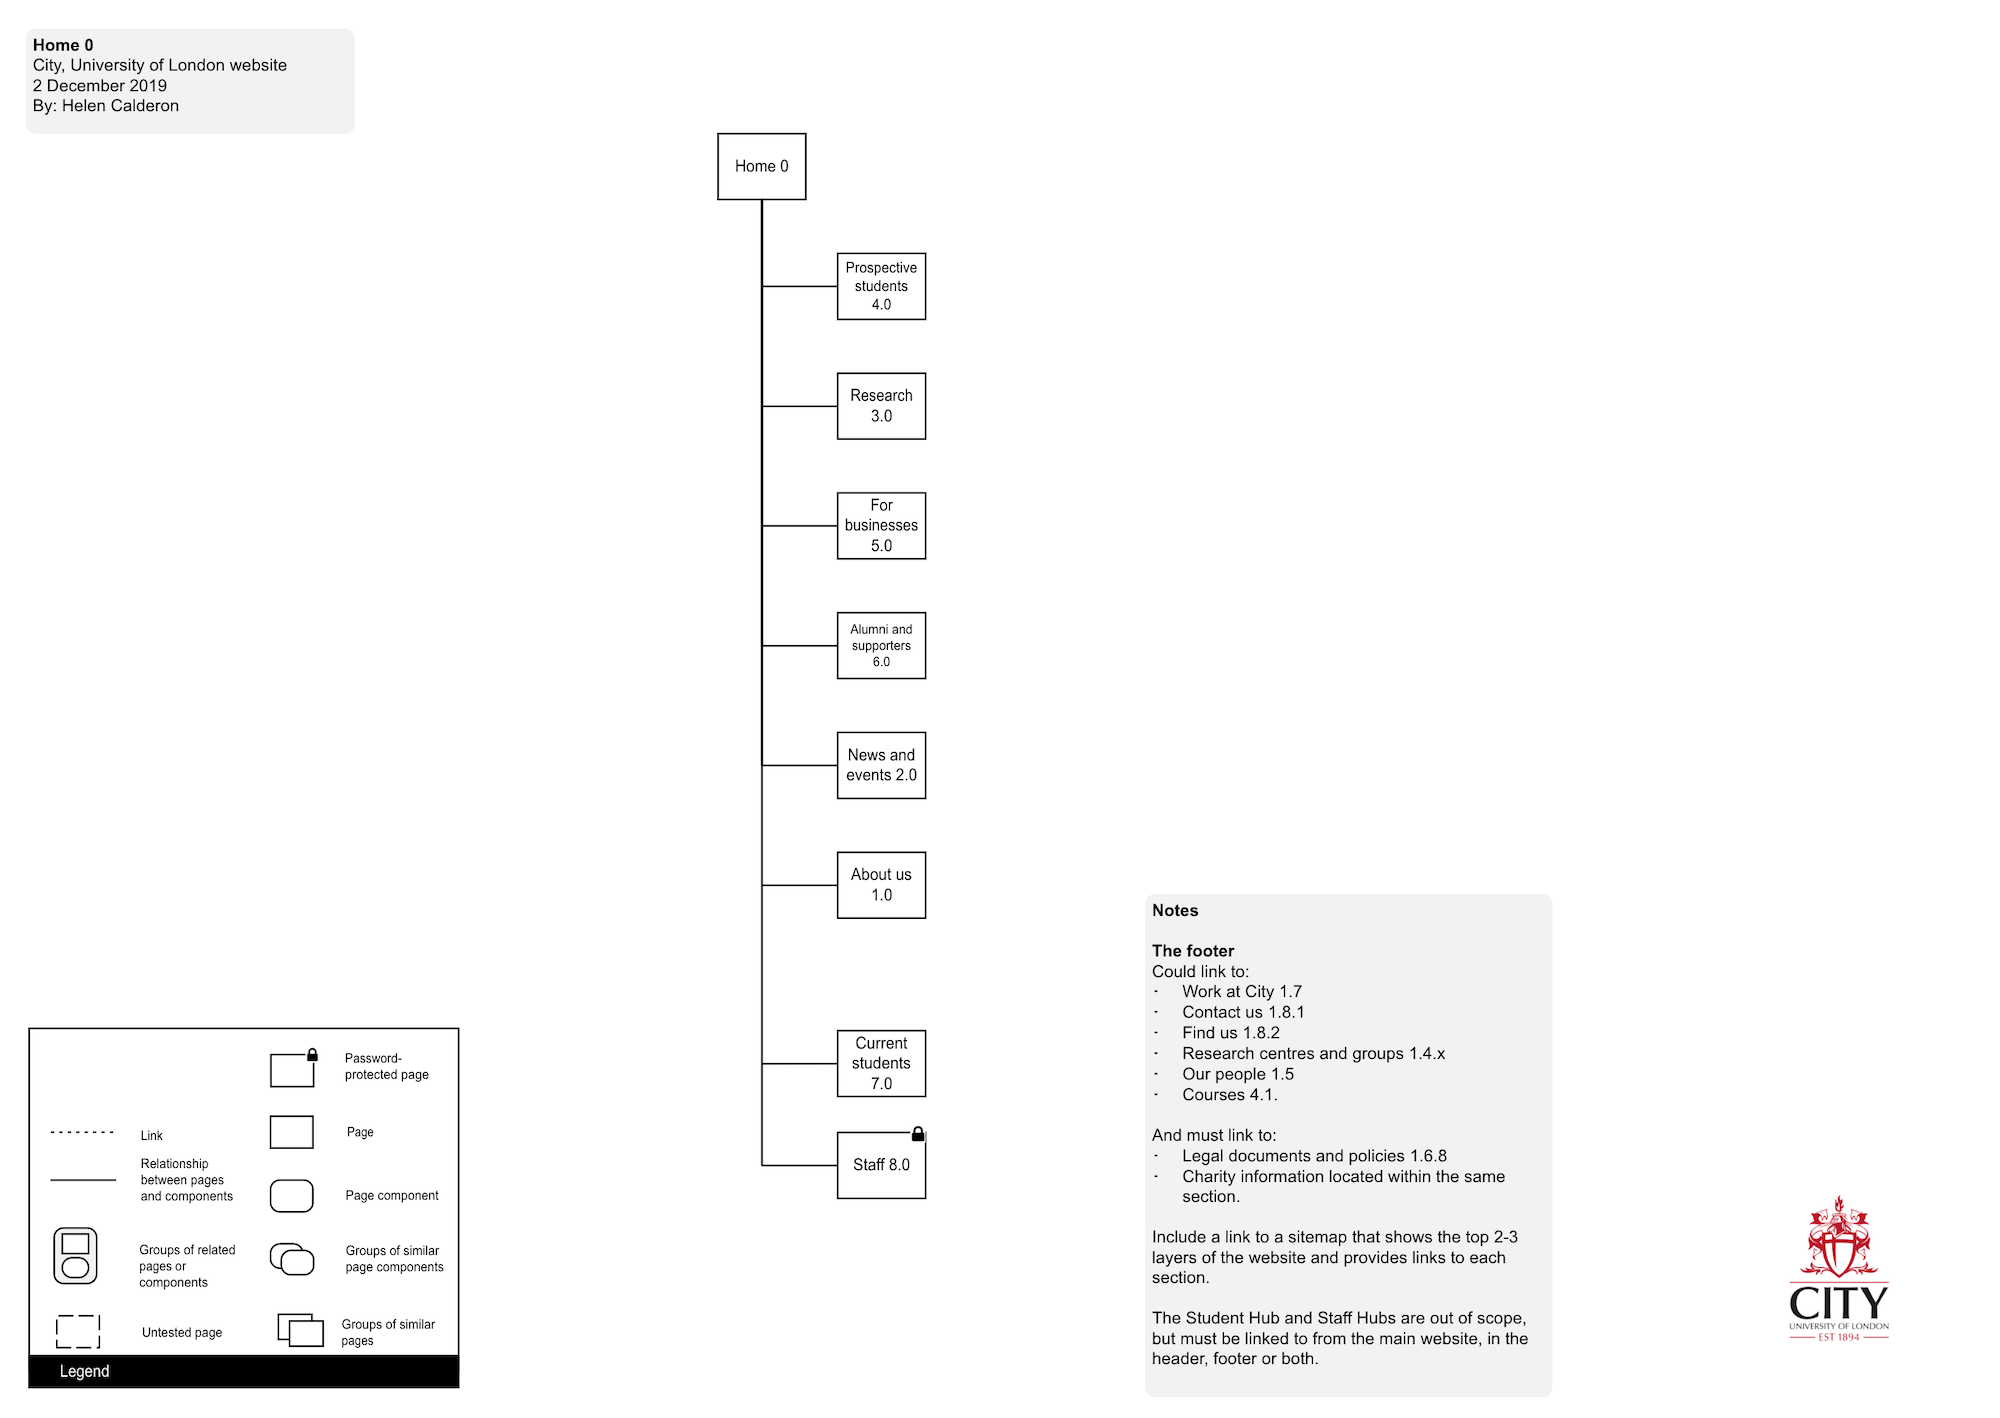 Home 0
City, University of London website
2 December 2019
By: Helen Calderon
Home 0
Prospective
students
4.0
Research
3.0
For
businesses
5.0
Alumni and
supporters
6.0
News and
events 2.0
About us
1.0
Current
students
7.0
Staff 8.0
Password-
protected page
Link
Page
Relationship
between pages
and components
Page component
Groups of related
pages or
components
Groups of similar
page components
Untested page
Groups of similar
pages
Legend
Notes
The footer
Could link to:
- Work at City 1.7
- Contact us 1.8.1
- Find us 1.8.2
- Research centres and groups 1.4.x
- Our people 1.5
- Courses 4.1.
And must link to:
- Legal documents and policies 1.6.8
- Charity information located within the same
section.
Include a link to a sitemap that shows the top 2-3
layers of the website and provides links to each
section.
The Student Hub and Staff Hubs are out of scope,
but must be linked to from the main website, in the
header, footer or both.
CITY
UNIVERSITY OF LONDON
EST 1894